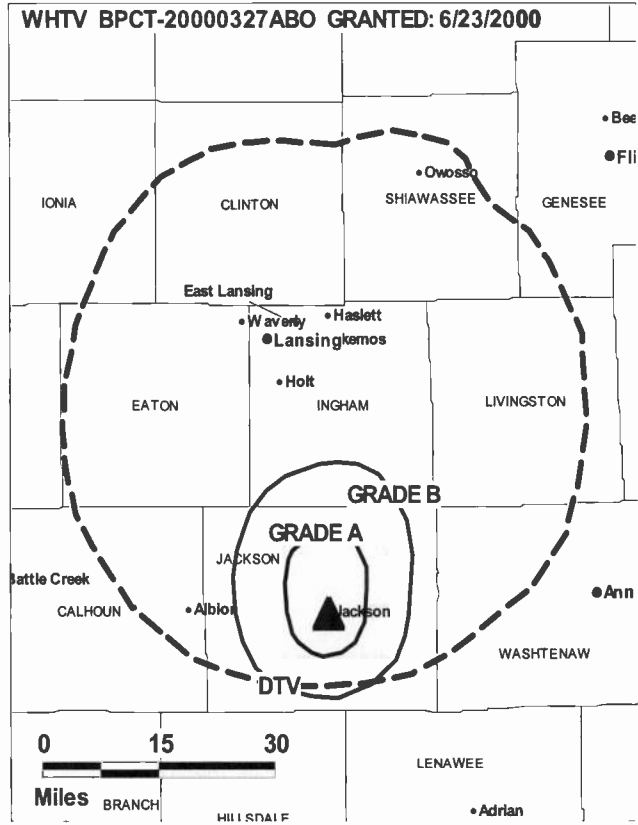 WHTV BPCT-20000327ABO GRANTED: 6/23/2000
Bee
Fli
Owosso
IONIA
CLINTON
SHIAWASSEE
GENESEE
East Lansing
Waverly
Haslett
Lansing
kemos
Holt
EATON
INGHAM
LIVINGSTON
GRADE B
GRADE A
JACKSON
Battle Creek
CALHOUN
Albion
Jackson
Ann
WASHTENAW
DTV
0 15 30
Miles
LENAWEE
BRANCH
HILLSDALE
Adrian